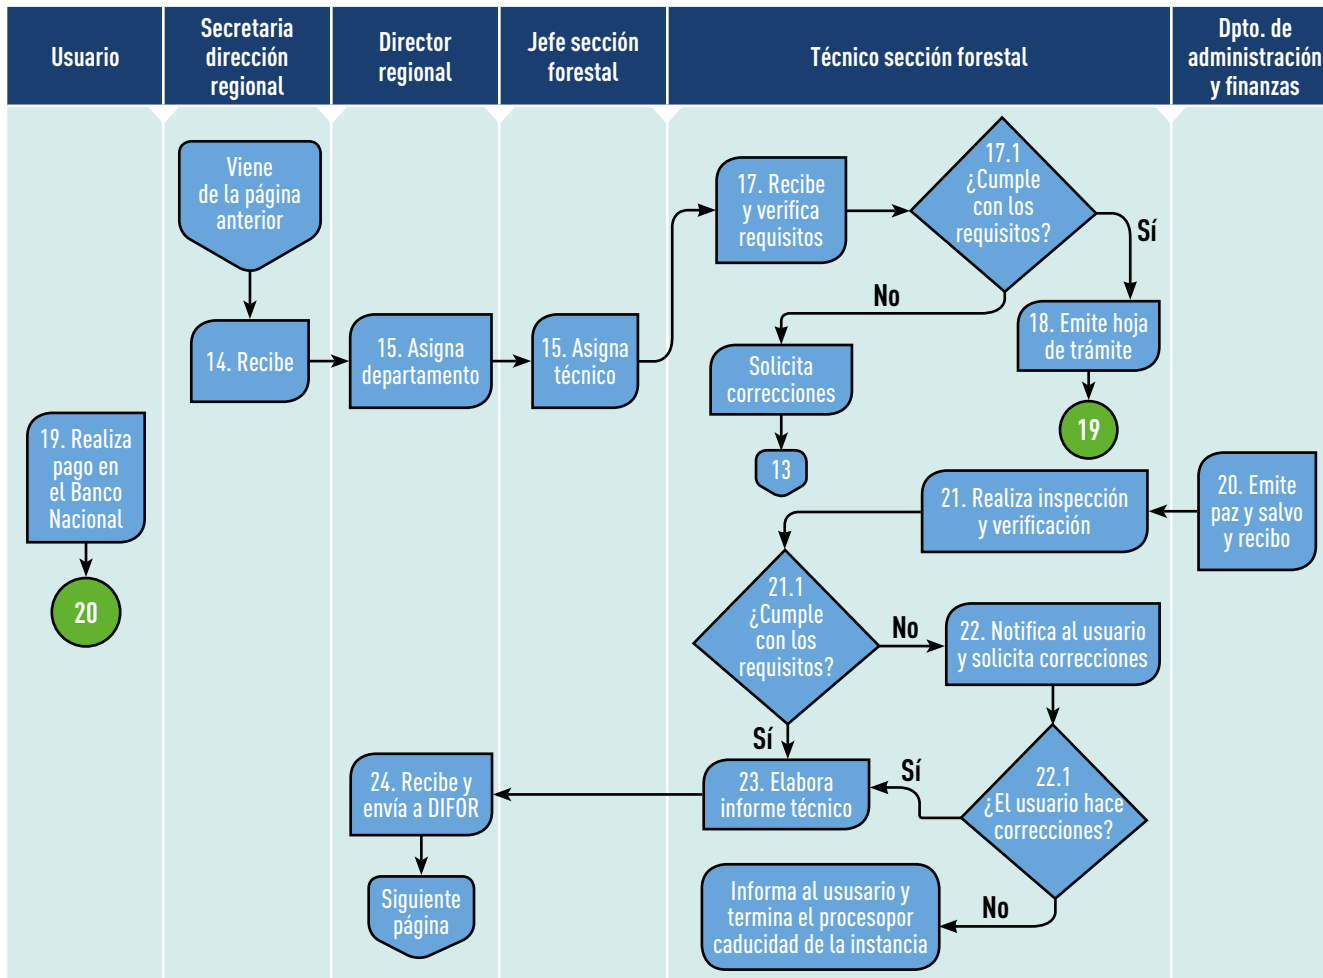 Usuario
Secretaria
dirección
regional
Director
regional
Jefe sección
forestal
Técnico sección forestal
Dpto. de
administración
y finanzas
Viene
de la página
anterior
14. Recibe
15. Asigna
departamento
15. Asigna
técnico
17. Recibe
y verifica
requisitos
17.1
¿Cumple
con los
requisitos?
Sí
No
18. Emite hoja
de trámite
19
Solicita
correcciones
13
19. Realiza
pago en
el Banco
Nacional
20
20. Emite
paz y salvo
y recibo
21. Realiza inspección
y verificación
21.1
¿Cumple
con los
requisitos?
No
Sí
22. Notifica al usuario
y solicita correcciones
22.1
¿El usuario hace
correcciones?
Sí
No
23. Elabora
informe técnico
24. Recibe y
envía a DIFOR
Siguiente
página
Informa al ususario y
termina el procesopor
caducidad de la instancia